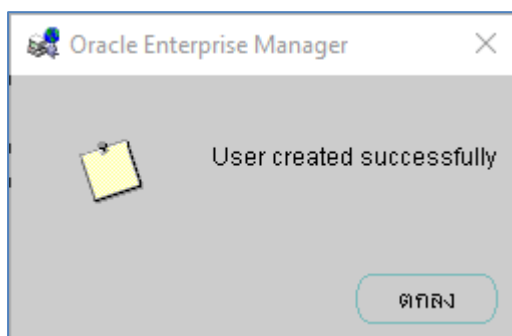 Oracle Enterprise Manager
User created successfully
ตกลง